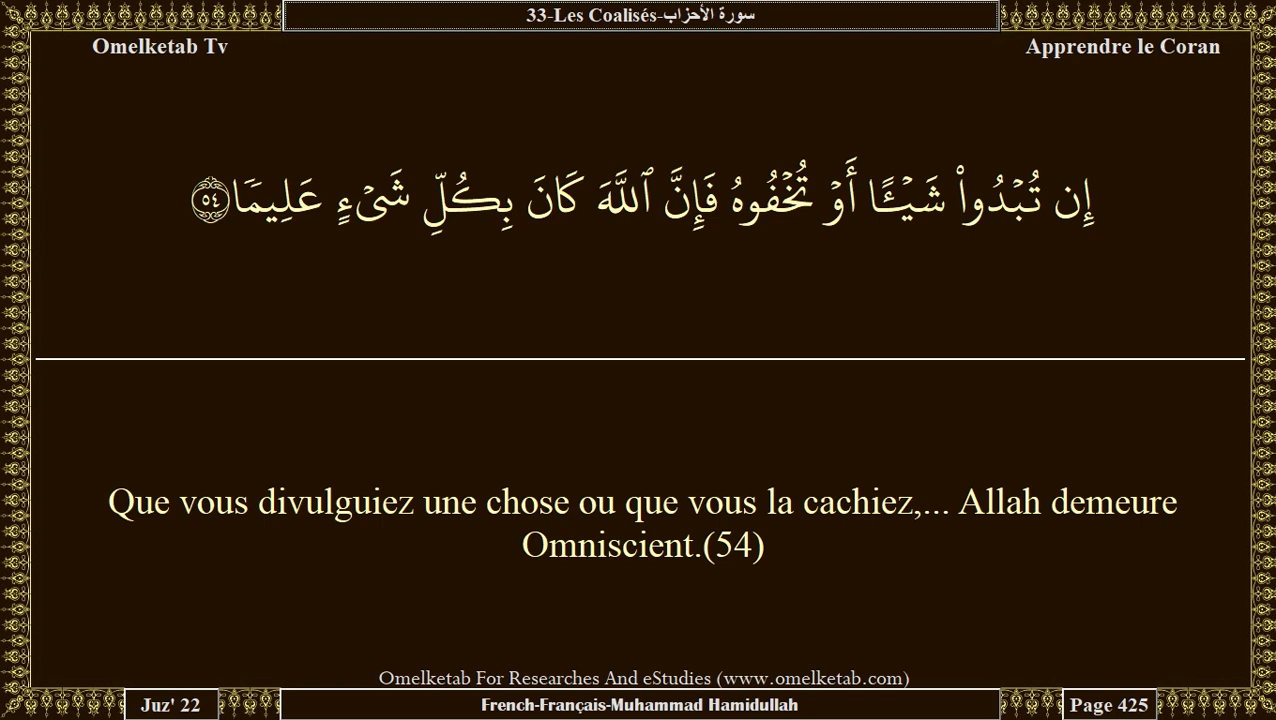 33-Les Coalisés-سورة الأحزاب
Omelketab Tv
Apprendre le Coran
إِن تُبۡدُواْ شَيۡـًٔا أَوۡ تُخۡفُوهُ فَإِنَّ ٱللَّهَ كَانَ بِكُلِّ شَيۡءٍ عَلِيمٗا ٥٤
Que vous divulguiez une chose ou que vous la cachiez,... Allah demeure
Omniscient.(54)
Omelketab For Researches And eStudies (www.omelketab.com)
Juz' 22
French-Français-Muhammad Hamidullah
Page 425